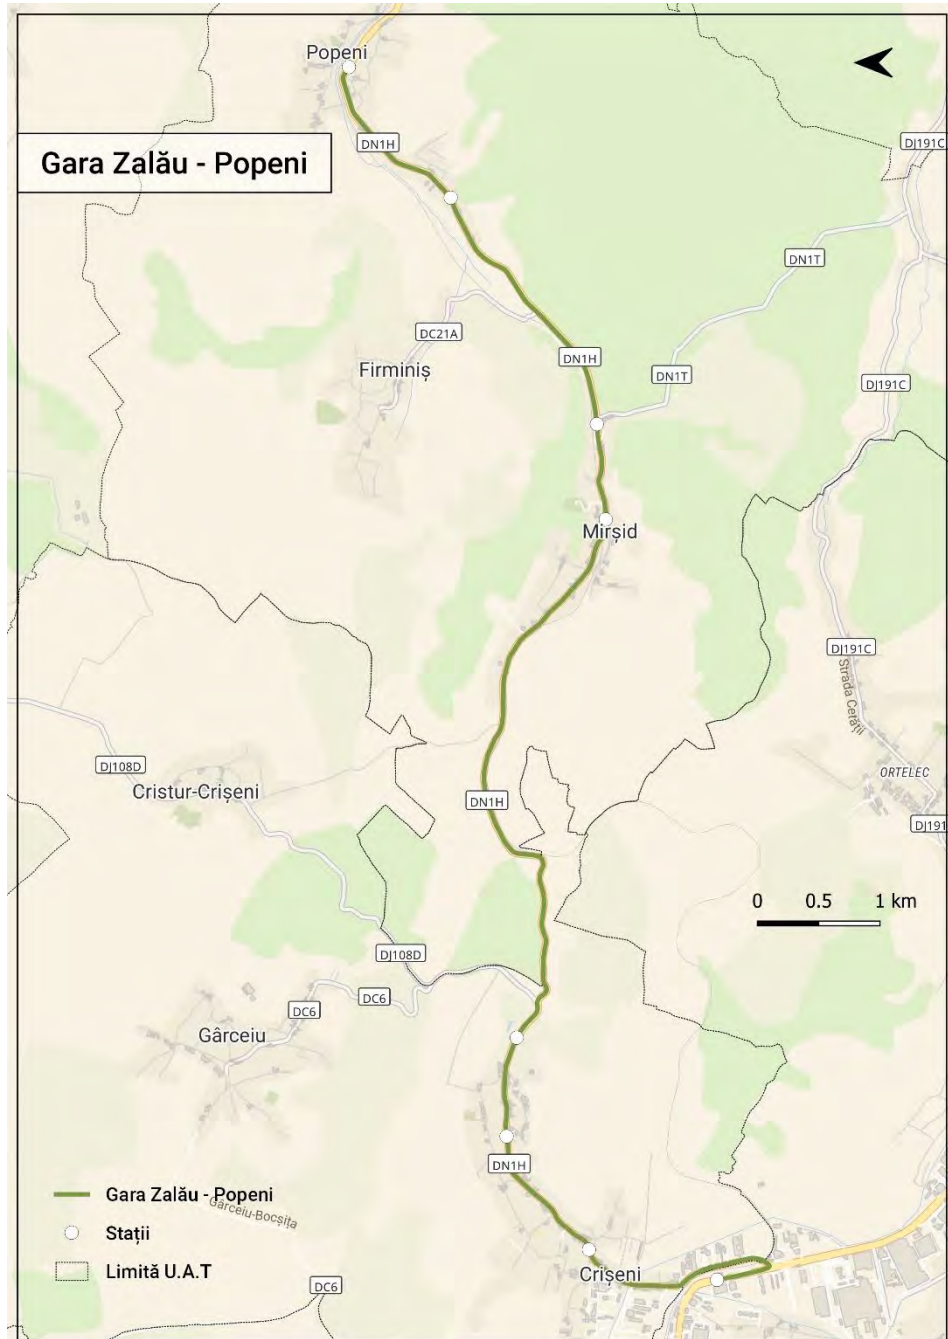 Popeni
DJ191C
DN1H
Gara Zalău - Popeni
DN1T
DC21A
DN1H
Firminiș
DN1T
DJ191C
Mirșid
DJ191C
Strada Cetății
DJ108D
ORTELEC
Cristur-Crișeni
DN1H
DJ191
0 0.5 1 km
DJ108D
DC6
DC6
Gârceiu
DN1H
Gara Zalău - Popeni
Gârceiu-Bocșița
Stații
Limită U.A.T
Crișeni
DC6